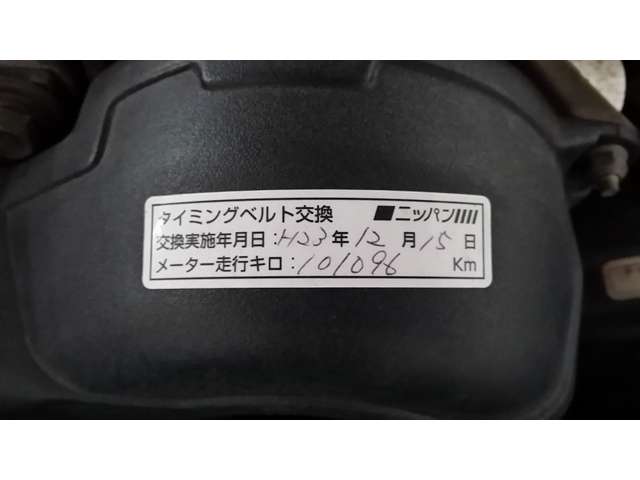 タイミングベルト交換 ニッパン
交換実施年月日:H23年12月15日
メーター走行キロ:101096 Km